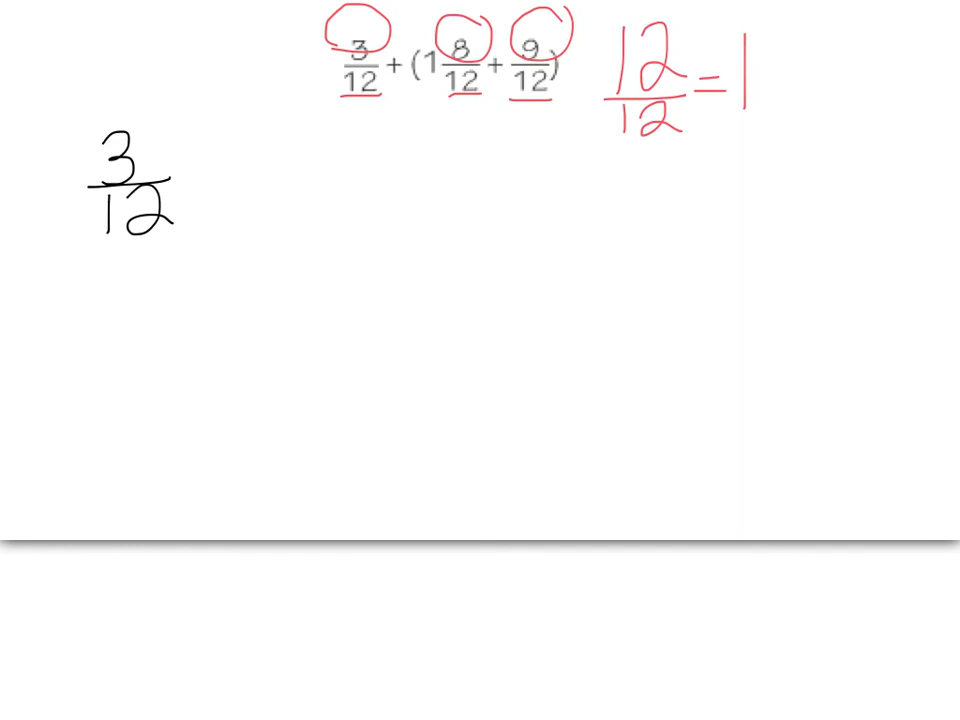 3/12 + (1 8/12 + 9/12)
12/12 = 1
3/12